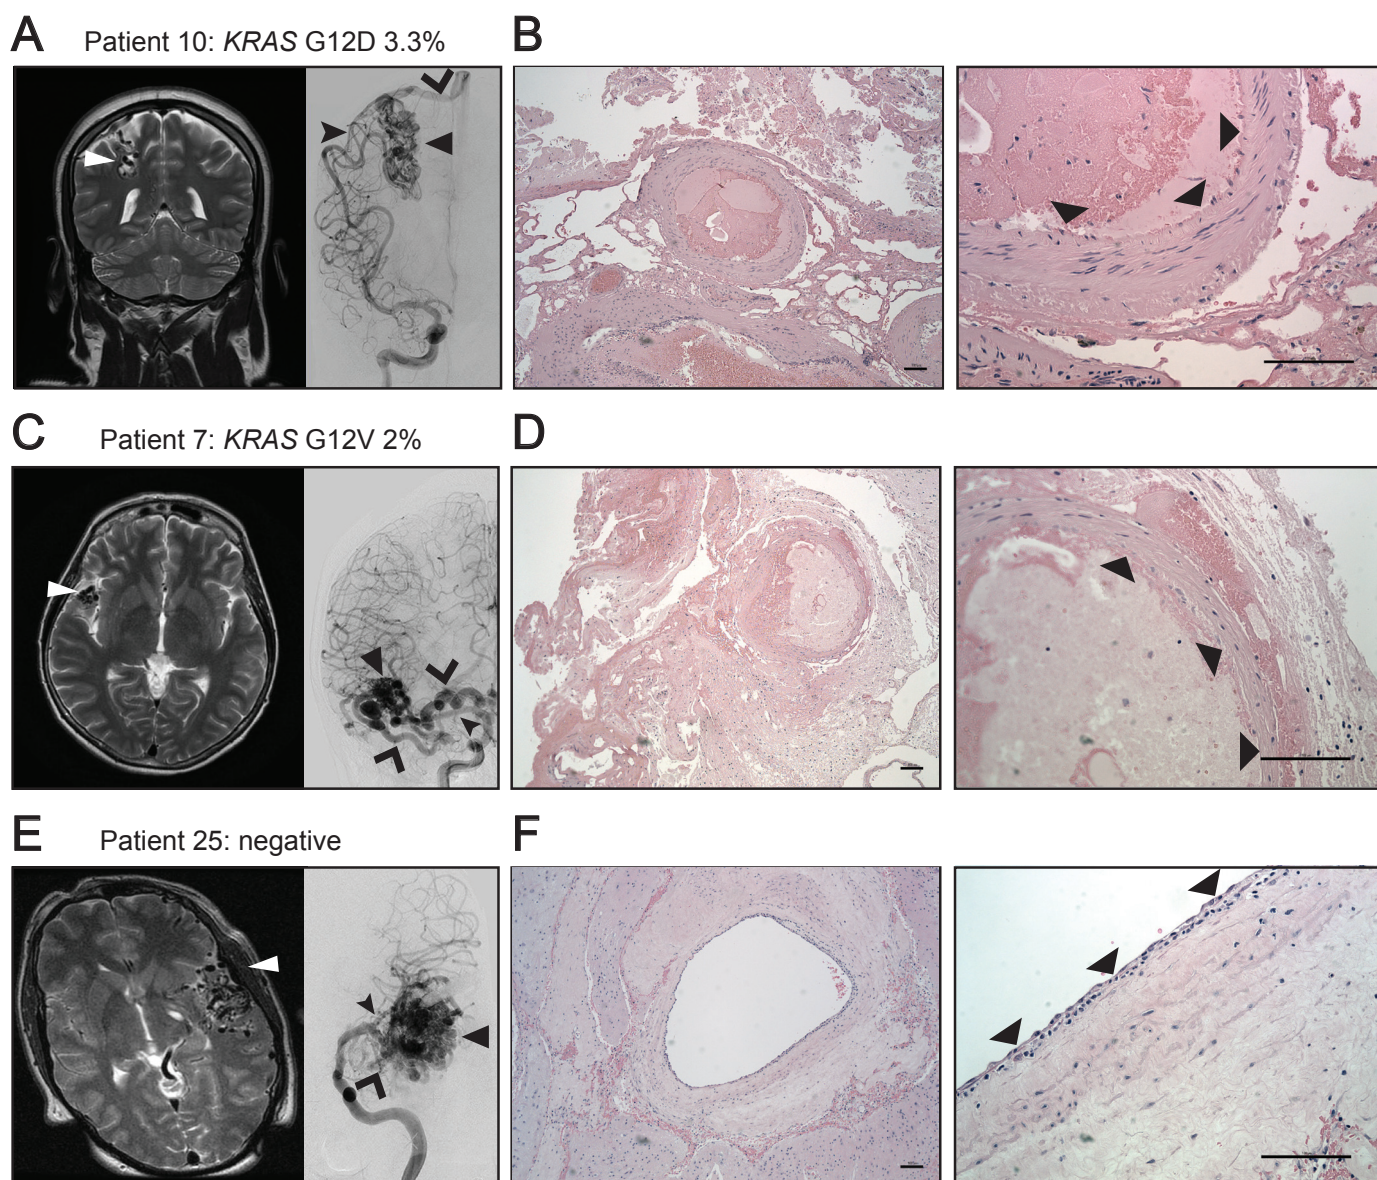 A Patient 10: KRAS G12D 3.3%
B
C Patient 7: KRAS G12V 2%
D
E Patient 25: negative
F